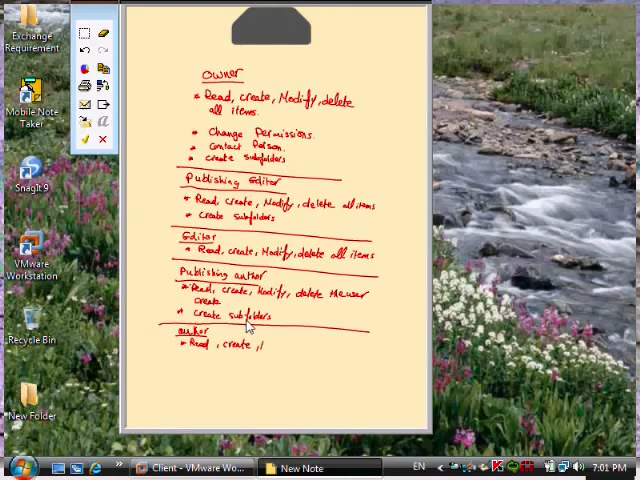 Exchange
Requirement
Mobile Note
Taker
SnagIt 9
VMware
Workstation
Recycle Bin
New Folder
Owner
* Read, create, Modify, delete
all items.
* Change Permissions.
* Contact Person.
* create subfolders
Publishing Editor
* Read, create, Modify, delete all items
* Create subfolders
Editor
* Read, create, Modify, delete all items
Publishing author
* Read, create, Modify, delete the user
create
* create subfolders
author
* Read, create, /
Client - VMware Wo...
New Note
EN
7:01 PM